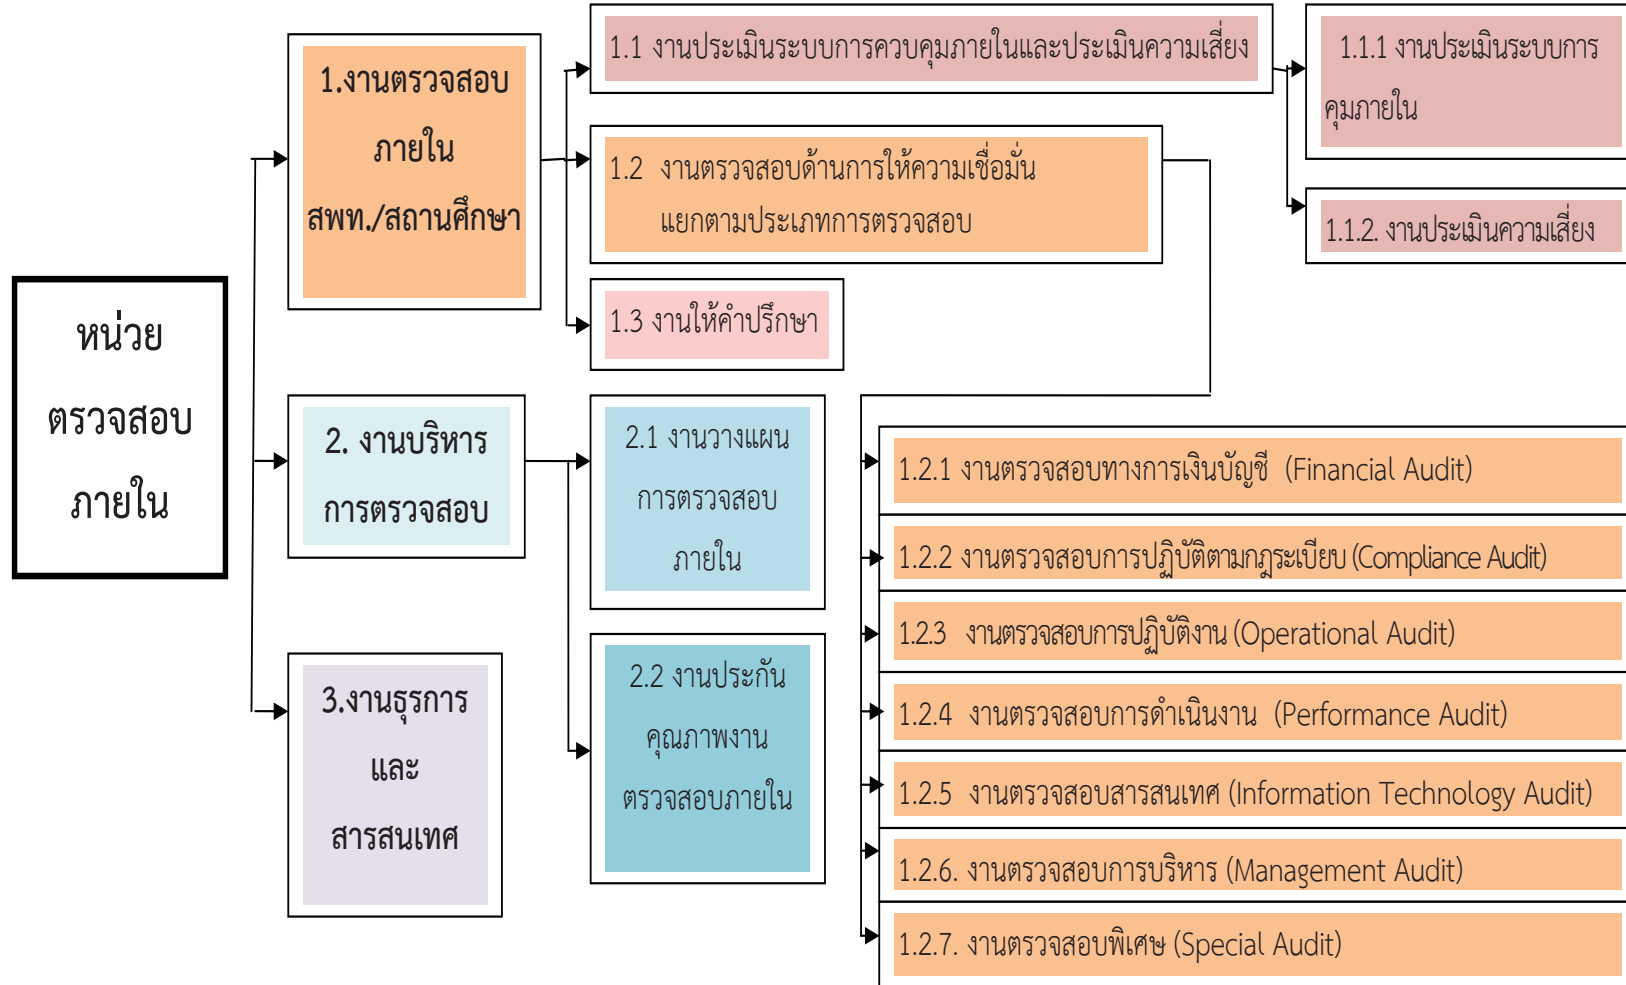 หน่วย
ตรวจสอบ
ภายใน
1.งานตรวจสอบ
ภายใน
สพท./สถานศึกษา
1.1 งานประเมินระบบการควบคุมภายในและประเมินความเสี่ยง
1.1.1 งานประเมินระบบการ
คุมภายใน
1.1.2. งานประเมินความเสี่ยง
1.2 งานตรวจสอบด้านการให้ความเชื่อมั่น
แยกตามประเภทการตรวจสอบ
1.3 งานให้คำปรึกษา
2. งานบริหาร
การตรวจสอบ
2.1 งานวางแผน
การตรวจสอบ
ภายใน
2.2 งานประกัน
คุณภาพงาน
ตรวจสอบภายใน
3.งานธุรการ
และ
สารสนเทศ
1.2.1 งานตรวจสอบทางการเงินบัญชี (Financial Audit)
1.2.2 งานตรวจสอบการปฏิบัติตามกฎระเบียบ (Compliance Audit)
1.2.3 งานตรวจสอบการปฏิบัติงาน (Operational Audit)
1.2.4 งานตรวจสอบการดำเนินงาน (Performance Audit)
1.2.5 งานตรวจสอบสารสนเทศ (Information Technology Audit)
1.2.6. งานตรวจสอบการบริหาร (Management Audit)
1.2.7. งานตรวจสอบพิเศษ (Special Audit)